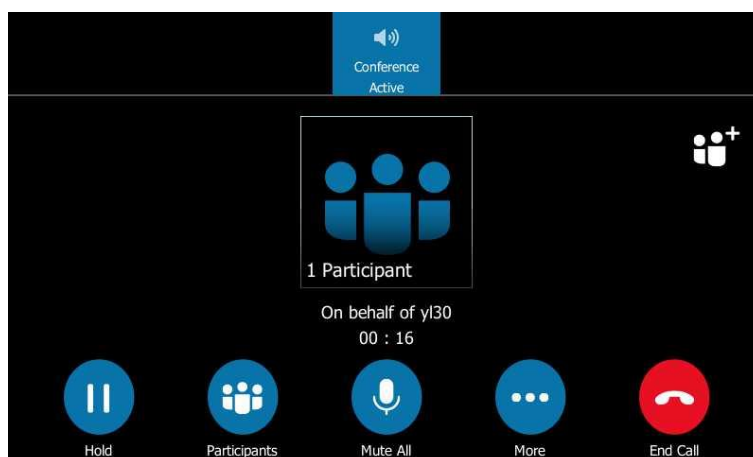 Conference
Active
1 Participant
On behalf of yl30
00 : 16
Hold
Participants
Mute All
More
End Call